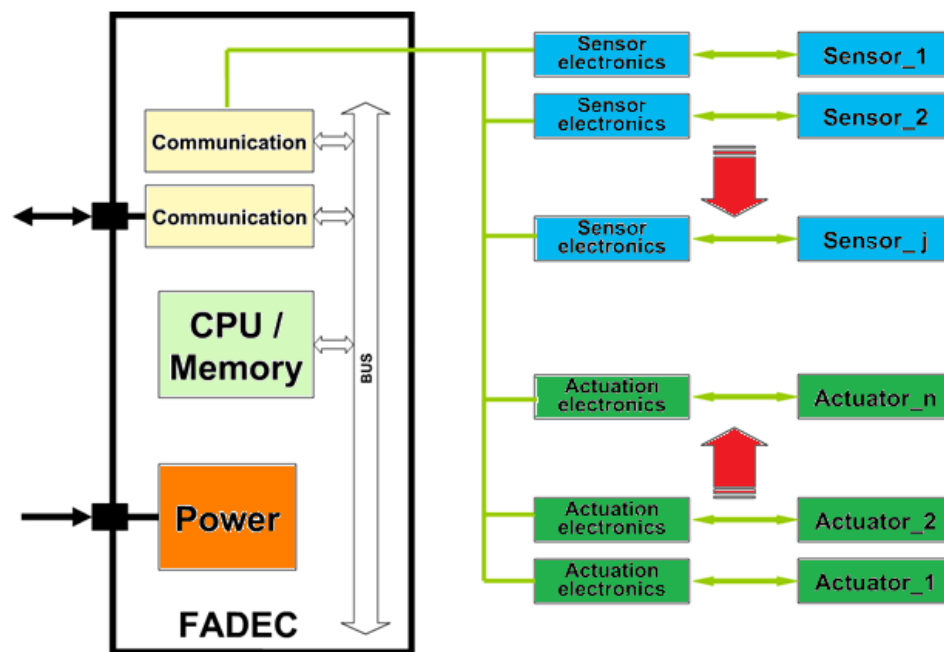 Communication
Communication
CPU /
Memory
BUS
Power
FADEC
Sensor
electronics
Sensor_1
Sensor
electronics
Sensor_2
Sensor
electronics
Sensor_ j
Actuation
electronics
Actuator_n
Actuation
electronics
Actuator_2
Actuation
electronics
Actuator_1